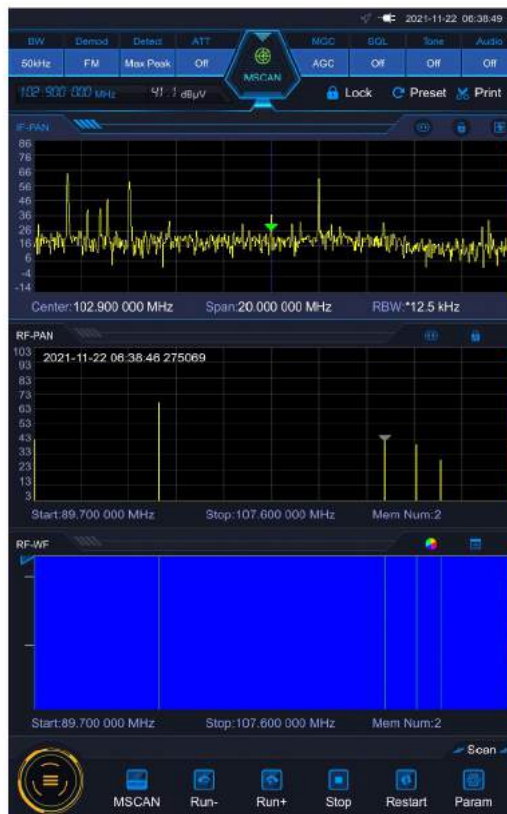 2021-11-22 06:38:49
BW Demod Detect ATT MGC SQL Tone Audio
50kHz FM Max Peak Off MSCAN AGC Off Off Off
102.900 000 MHz 41.1 dBµV Lock Preset Print
IF-PAN
86
76
66
56
46
36
26
16
6
-4
-14
Center:102.900 000 MHz Span:20.000 000 MHz RBW:*12.5 kHz
RF-PAN
103
2021-11-22 06:38:46 275069
93
83
73
63
53
43
33
23
13
3
Start:89.700 000 MHz Stop:107.600 000 MHz Mem Num:2
RF-WF
Start:89.700 000 MHz Stop:107.600 000 MHz Mem Num:2
Scan
MSCAN Run- Run+ Stop Restart Param